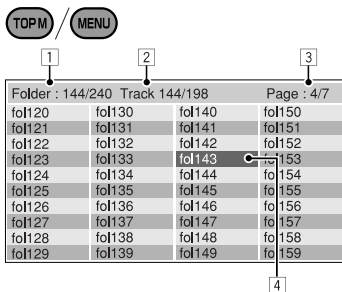 TOP M / MENU
1 2 3
Folder : 144/240 Track 144/198 Page : 4/7
fol120 fol130 fol140 fol150
fol121 fol131 fol141 fol151
fol122 fol132 fol142 fol152
fol123 fol133 fol143 fol153
fol124 fol134 fol144 fol154
fol125 fol135 fol145 fol155
fol126 fol136 fol146 fol156
fol127 fol137 fol147 fol157
fol128 fol138 fol148 fol158
fol129 fol139 fol149 fol159
4